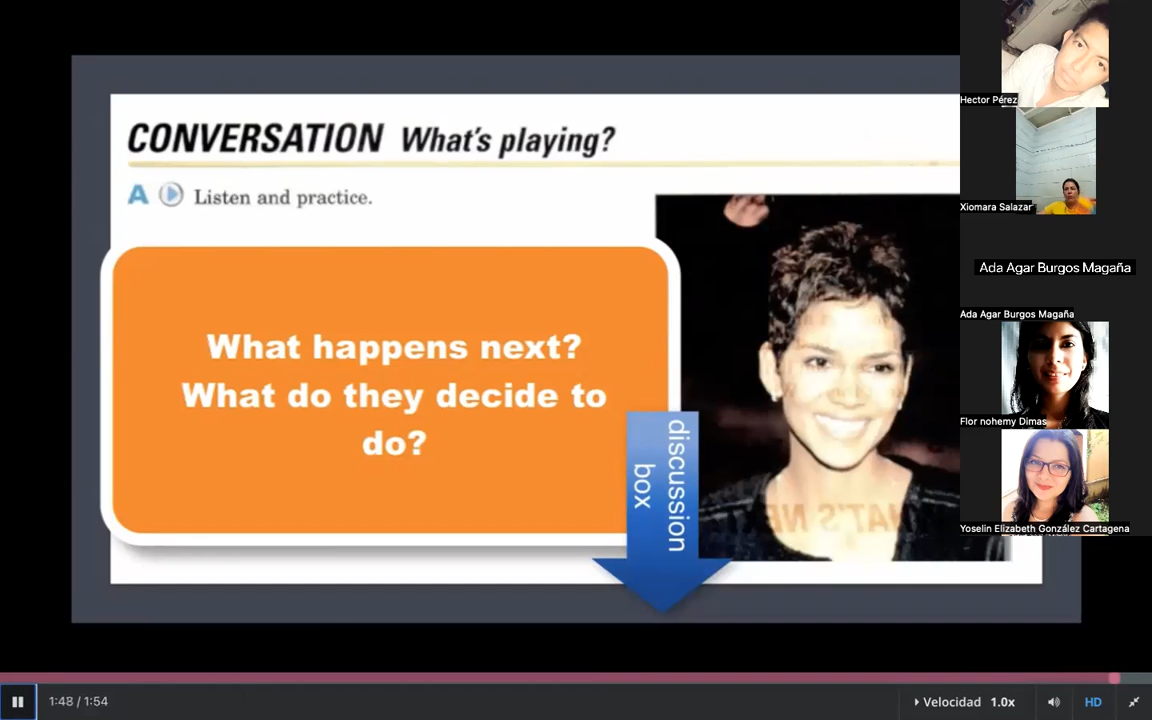 CONVERSATION What's playing?
A Listen and practice.
What happens next?
What do they decide to
do?
discussion
box
Hector Pérez
Xiomara Salazar
Ada Agar Burgos Magaña
Ada Agar Burgos Magaña
Flor nohemy Dimas
Yoselin Elizabeth González Cartagena
1:48 / 1:54
Velocidad 1.0x
HD